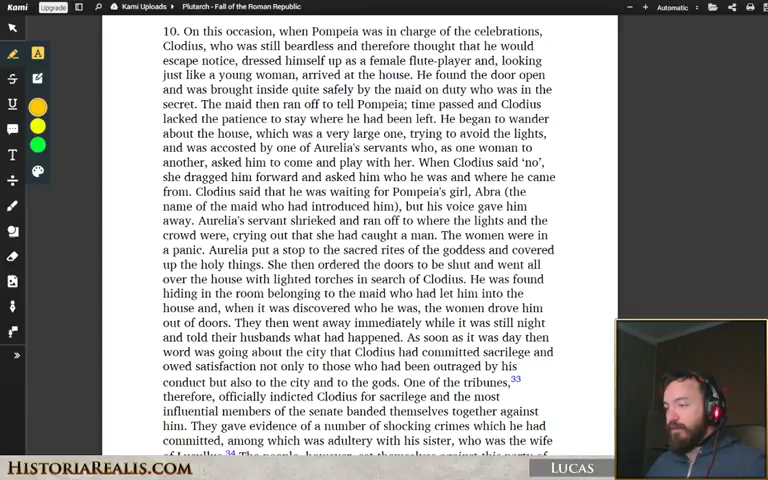 Kami
Upgrade
Kami Uploads
Plutarch - Fall of the Roman Republic
Automatic
10. On this occasion, when Pompeia was in charge of the celebrations,
Clodius, who was still beardless and therefore thought that he would
escape notice, dressed himself up as a female flute-player and, looking
just like a young woman, arrived at the house. He found the door open
and was brought inside quite safely by the maid on duty who was in the
secret. The maid then ran off to tell Pompeia; time passed and Clodius
lacked the patience to stay where he had been left. He began to wander
about the house, which was a very large one, trying to avoid the lights,
and was accosted by one of Aurelia's servants who, as one woman to
another, asked him to come and play with her. When Clodius said ‘no’,
she dragged him forward and asked him who he was and where he came
from. Clodius said that he was waiting for Pompeia's girl, Abra (the
name of the maid who had introduced him), but his voice gave him
away. Aurelia's servant shrieked and ran off to where the lights and the
crowd were, crying out that she had caught a man. The women were in
a panic. Aurelia put a stop to the sacred rites of the goddess and covered
up the holy things. She then ordered the doors to be shut and went all
over the house with lighted torches in search of Clodius. He was found
hiding in the room belonging to the maid who had let him into the
house and, when it was discovered who he was, the women drove him
out of doors. They then went away immediately while it was still night
and told their husbands what had happened. As soon as it was day then
word was going about the city that Clodius had committed sacrilege and
owed satisfaction not only to those who had been outraged by his
conduct but also to the city and to the gods. One of the tribunes,33
therefore, officially indicted Clodius for sacrilege and the most
influential members of the senate banded themselves together against
him. They gave evidence of a number of shocking crimes which he had
committed, among which was adultery with his sister, who was the wife
of Lucullus.34 The people, however, set themselves against this party of
HISTORIAREALIS.COM
LUCAS